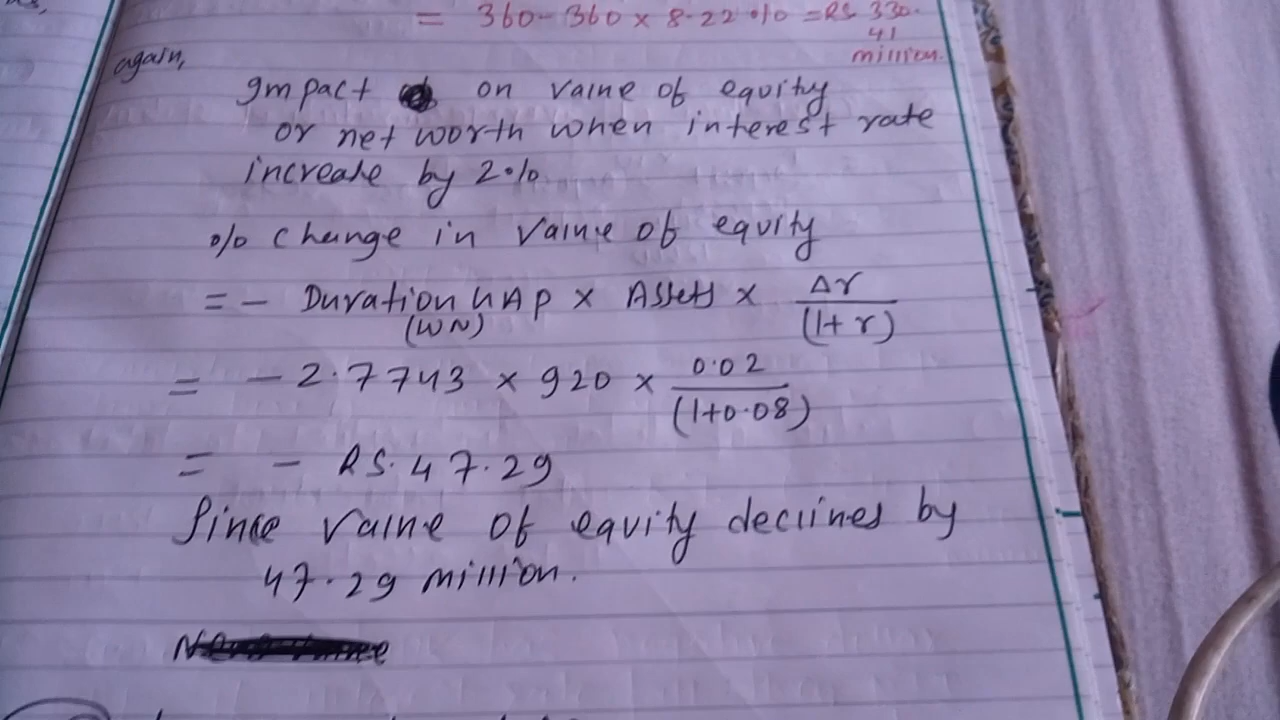 = 360 - 360 × 8.22 % = RS 330.
41
million.
again,
Impact on value of equity
or net worth when interest rate
increase by 2%
% change in value of equity
= - Duration GAP × Assets × Δr
(WN) (1+r)
= - 2.7743 × 920 × 0.02
(1+0.08)
= - RS. 47.29
Since value of equity declines by
47.29 million.